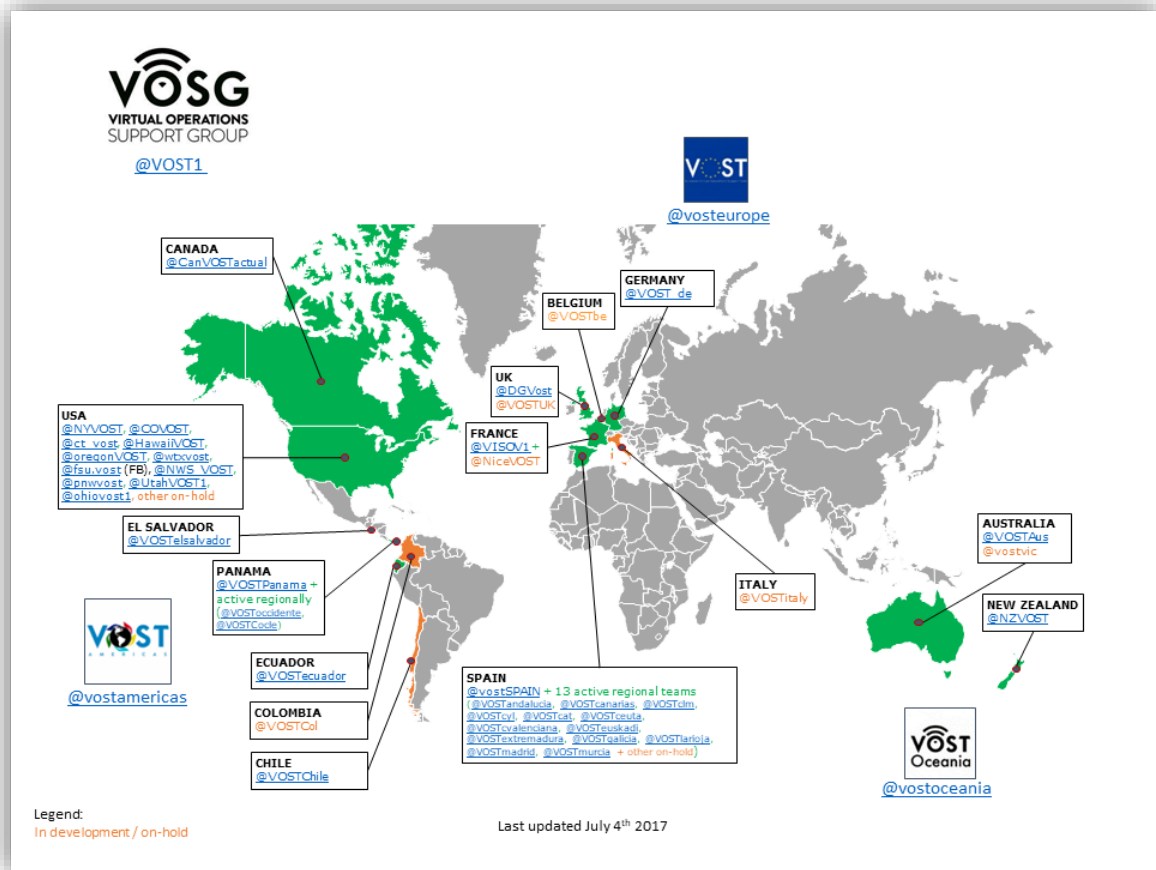 VOSG
VIRTUAL OPERATIONS
SUPPORT GROUP
@VOST1
VOST
@vosteurope
CANADA
@CanVOSTactual
GERMANY
@VOST_de
BELGIUM
@VOSTbe
UK
@DGVost
@VOSTUK
USA
@NYVOST, @COVOST,
@ct_vost, @HawaiiVOST,
@oregonVOST, @wtxvost,
@fsu.vost (FB), @NWS_VOST,
@pnwvost, @UtahVOST1,
@ohiovost1, other on-hold
FRANCE
@VISOV1 +
@NiceVOST
EL SALVADOR
@VOSTelsalvador
AUSTRALIA
@VOSTAus
@vostvic
PANAMA
@VOSTPanama +
active regionally
(@VOSToccidente,
@VOSTCocle)
ITALY
@VOSTitaly
NEW ZEALAND
@NZVOST
VOST
AMERICAS
@vostamericas
ECUADOR
@VOSTecuador
SPAIN
@vostSPAIN + 13 active regional teams
(@VOSTandalucia, @VOSTcanarias, @VOSTclm,
@VOSTcyl, @VOSTcat, @VOSTceuta,
@VOSTcvalenciana, @VOSTeuskadi,
@VOSTextremadura, @VOSTgalicia, @VOSTlarioja,
@VOSTmadrid, @VOSTmurcia + other on-hold)
COLOMBIA
@VOSTCol
CHILE
@VOSTChile
VOST
Oceania
@vostoceania
Legend:
In development / on-hold
Last updated July 4th 2017